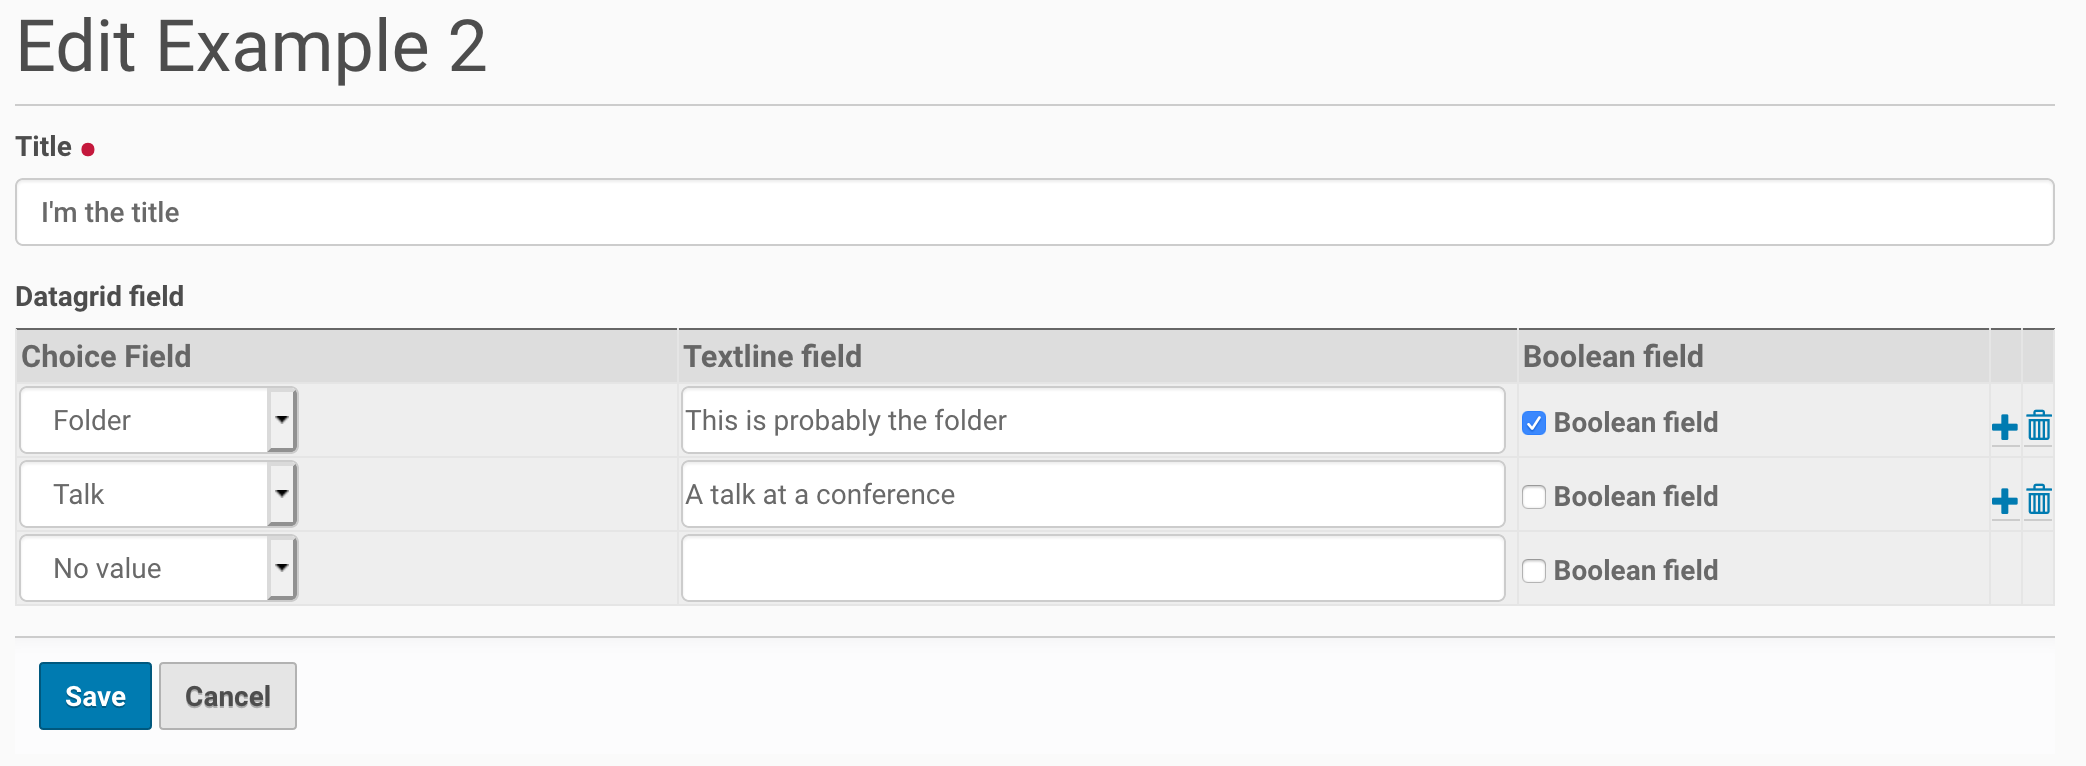 Edit Example 2
Title
I'm the title
Datagrid field
Choice Field Textline field Boolean field
Folder This is probably the folder Boolean field
Talk A talk at a conference Boolean field
No value Boolean field
Save Cancel